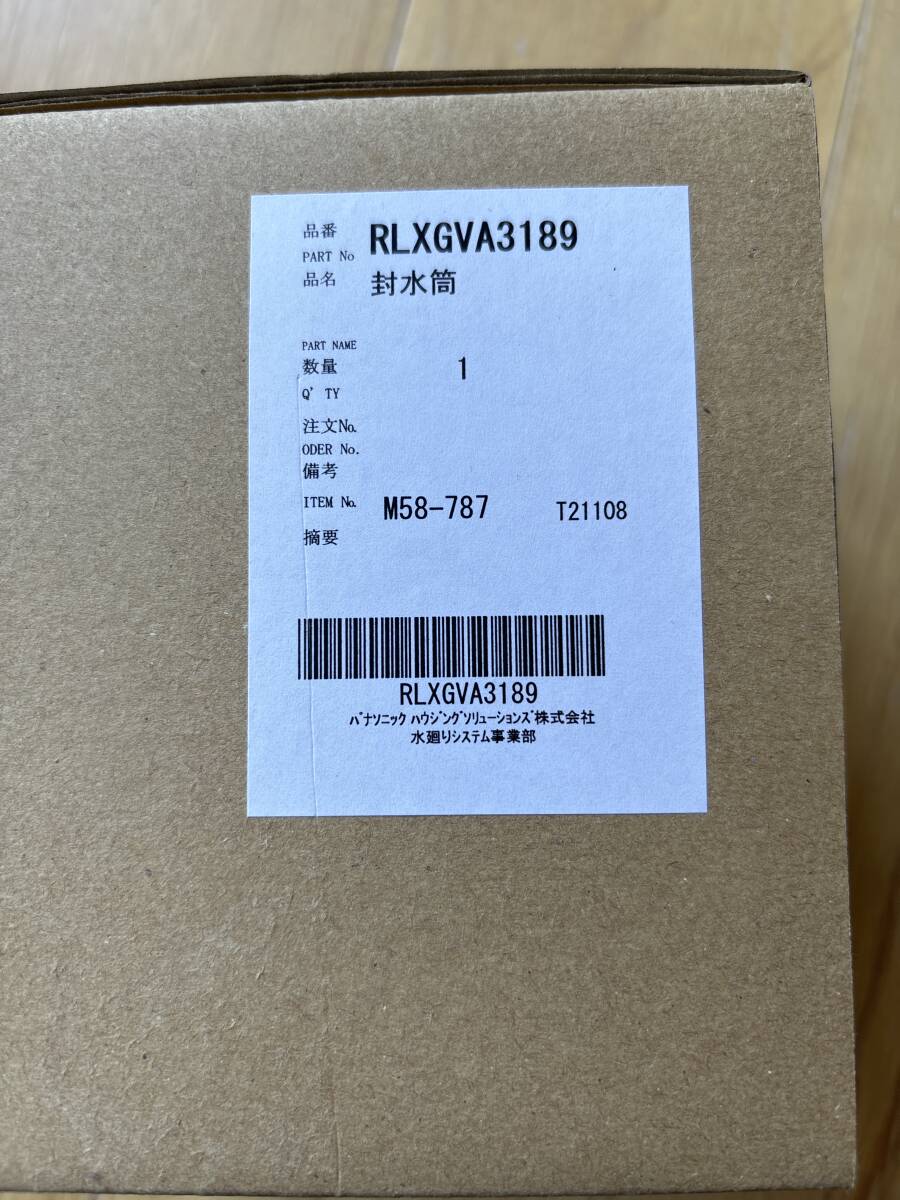 品番 RLXGVA3189
PART No
品名 封水筒
PART NAME
数量 1
Q' TY
注文No.
ODER No.
備考
ITEM No. M58-787 T21108
摘要
RLXGVA3189
ﾊﾟﾅｿﾆｯｸ ﾊｳｼﾞﾝｸﾞｿﾘｭｰｼｮﾝｽﾞ株式会社
水廻りｼｽﾃﾑ事業部